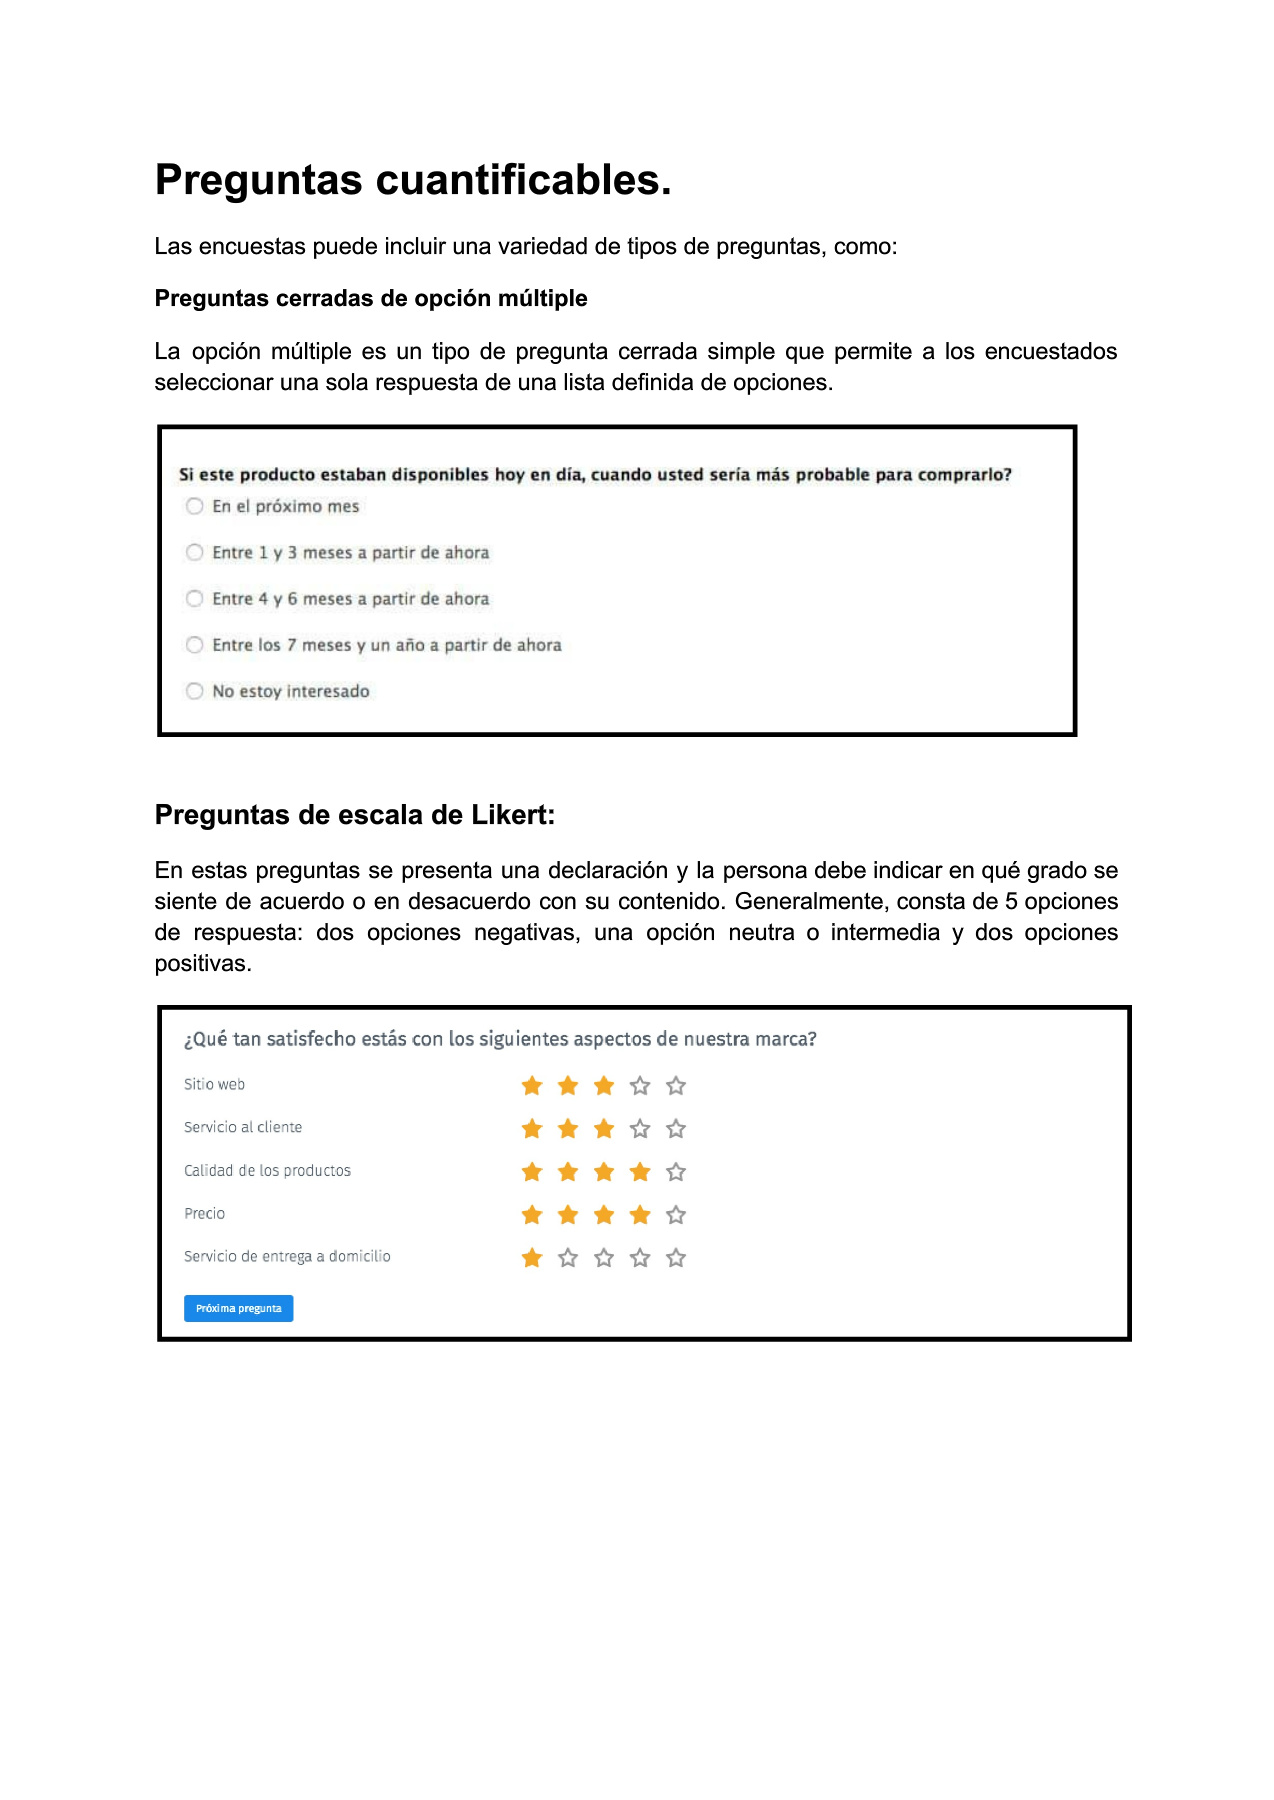 Preguntas cuantificables.
Las encuestas puede incluir una variedad de tipos de preguntas, como:
Preguntas cerradas de opción múltiple
La opción múltiple es un tipo de pregunta cerrada simple que permite a los encuestados
seleccionar una sola respuesta de una lista definida de opciones.
Si este producto estaban disponibles hoy en día, cuando usted sería más probable para comprarlo?
En el próximo mes
Entre 1 y 3 meses a partir de ahora
Entre 4 y 6 meses a partir de ahora
Entre los 7 meses y un año a partir de ahora
No estoy interesado
Preguntas de escala de Likert:
En estas preguntas se presenta una declaración y la persona debe indicar en qué grado se
siente de acuerdo o en desacuerdo con su contenido. Generalmente, consta de 5 opciones
de respuesta: dos opciones negativas, una opción neutra o intermedia y dos opciones
positivas.
¿Qué tan satisfecho estás con los siguientes aspectos de nuestra marca?
Sitio web
Servicio al cliente
Calidad de los productos
Precio
Servicio de entrega a domicilio
Próxima pregunta